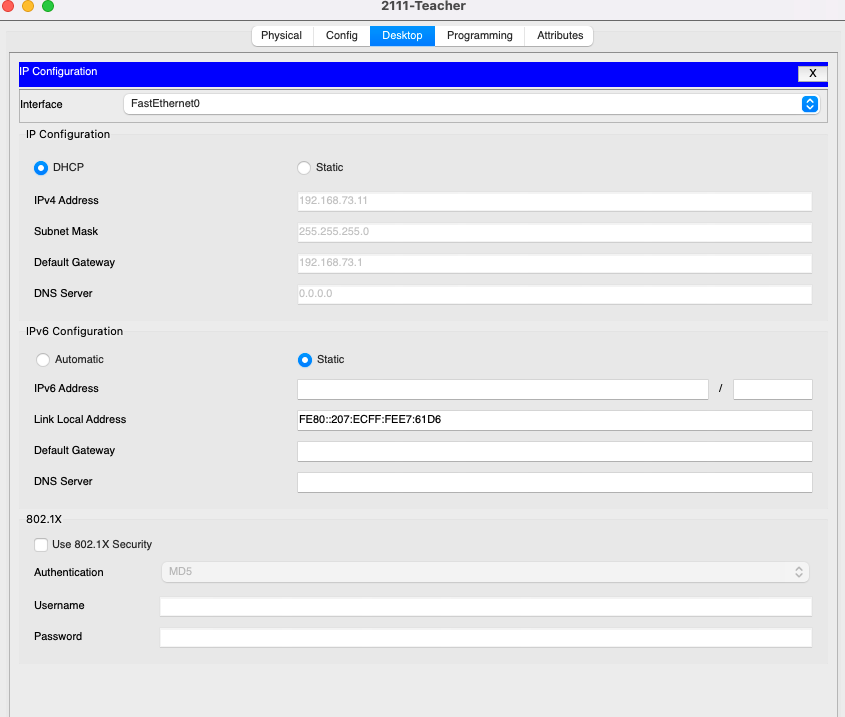 2111-Teacher
Physical Config Desktop Programming Attributes
IP Configuration X
Interface FastEthernet0
IP Configuration
DHCP Static
IPv4 Address 192.168.73.11
Subnet Mask 255.255.255.0
Default Gateway 192.168.73.1
DNS Server 0.0.0.0
IPv6 Configuration
Automatic Static
IPv6 Address /
Link Local Address FE80::207:ECFF:FEE7:61D6
Default Gateway
DNS Server
802.1X
Use 802.1X Security
Authentication MD5
Username
Password